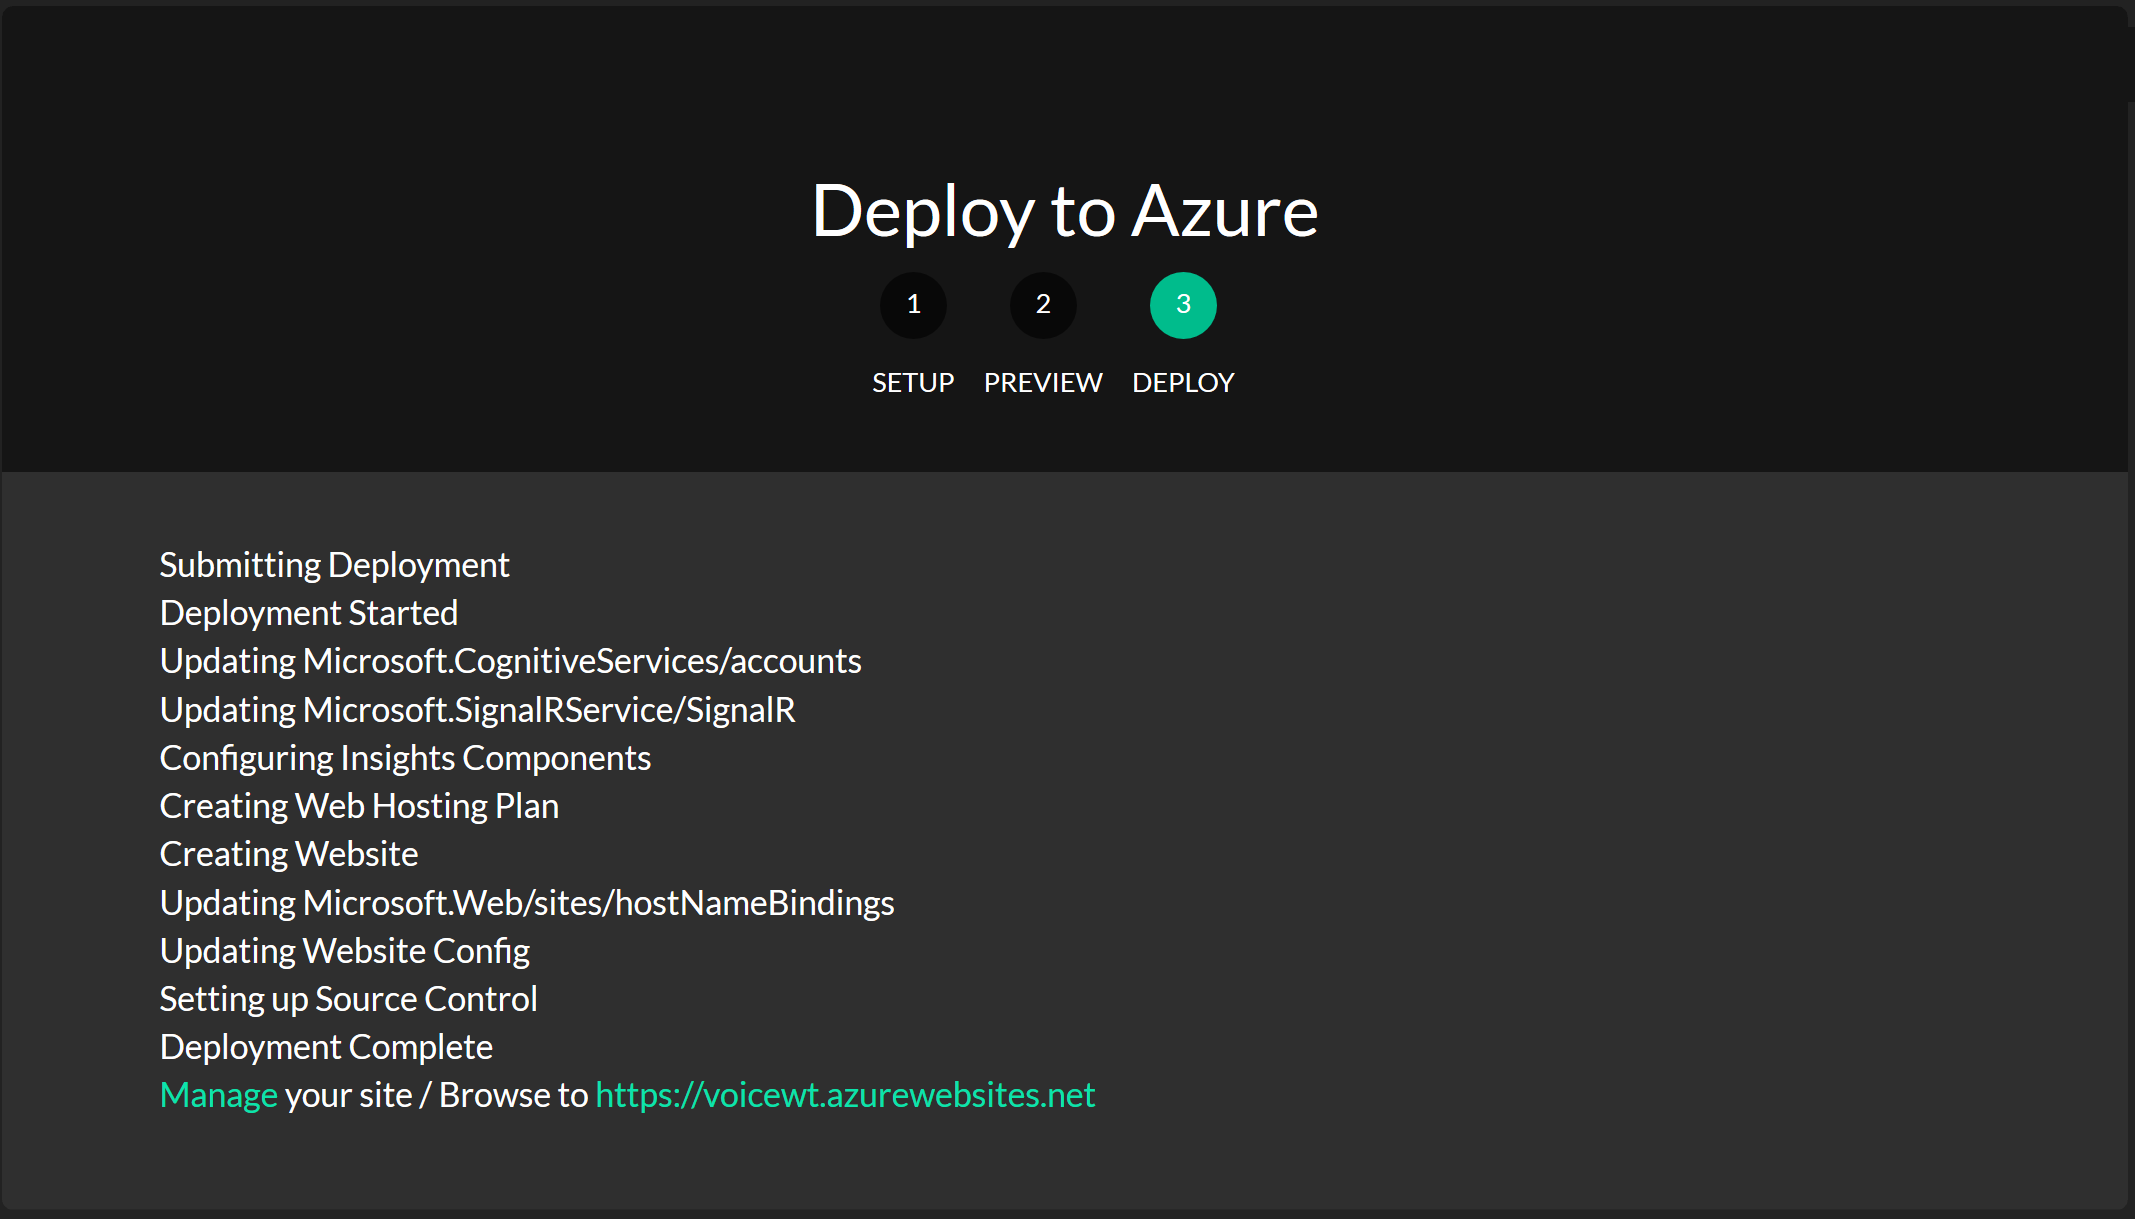 Deploy to Azure
1 2 3
SETUP PREVIEW DEPLOY
Submitting Deployment
Deployment Started
Updating Microsoft.CognitiveServices/accounts
Updating Microsoft.SignalRService/SignalR
Configuring Insights Components
Creating Web Hosting Plan
Creating Website
Updating Microsoft.Web/sites/hostNameBindings
Updating Website Config
Setting up Source Control
Deployment Complete
Manage your site / Browse to https://voicewt.azurewebsites.net